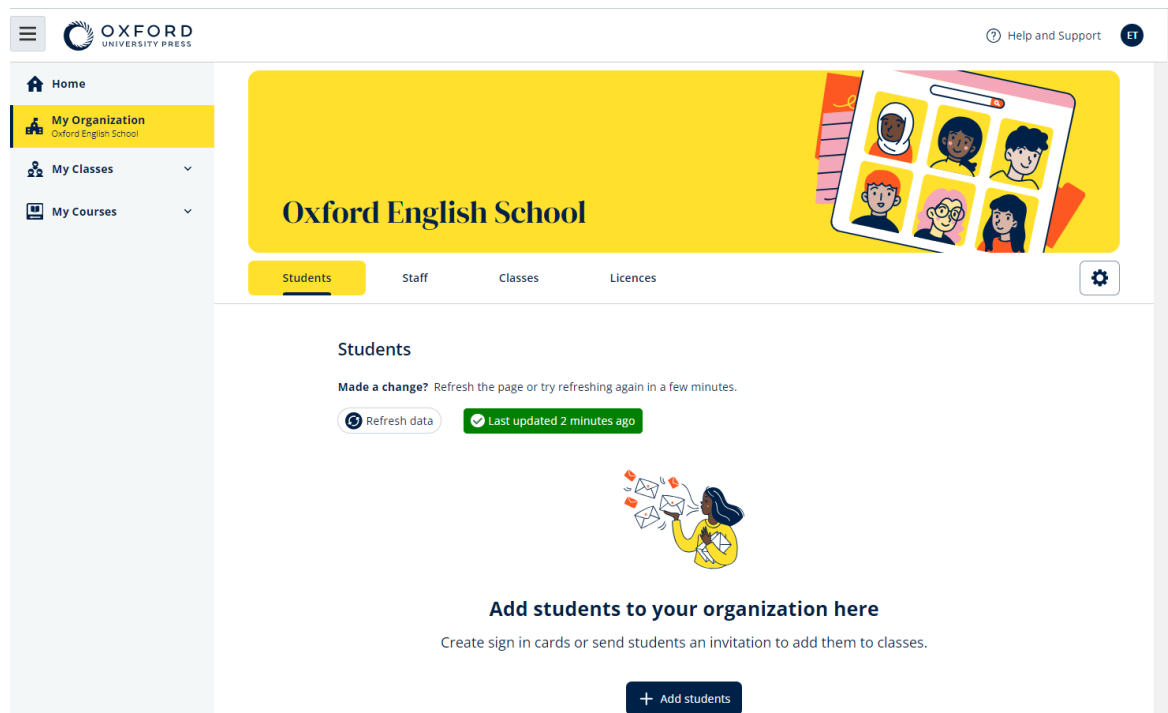 OXFORD
UNIVERSITY PRESS
Help and Support
ET
Home
My Organization
Oxford English School
My Classes
My Courses
Oxford English School
Students Staff Classes Licences
Students
Made a change? Refresh the page or try refreshing again in a few minutes.
Refresh data Last updated 2 minutes ago
Add students to your organization here
Create sign in cards or send students an invitation to add them to classes.
+ Add students